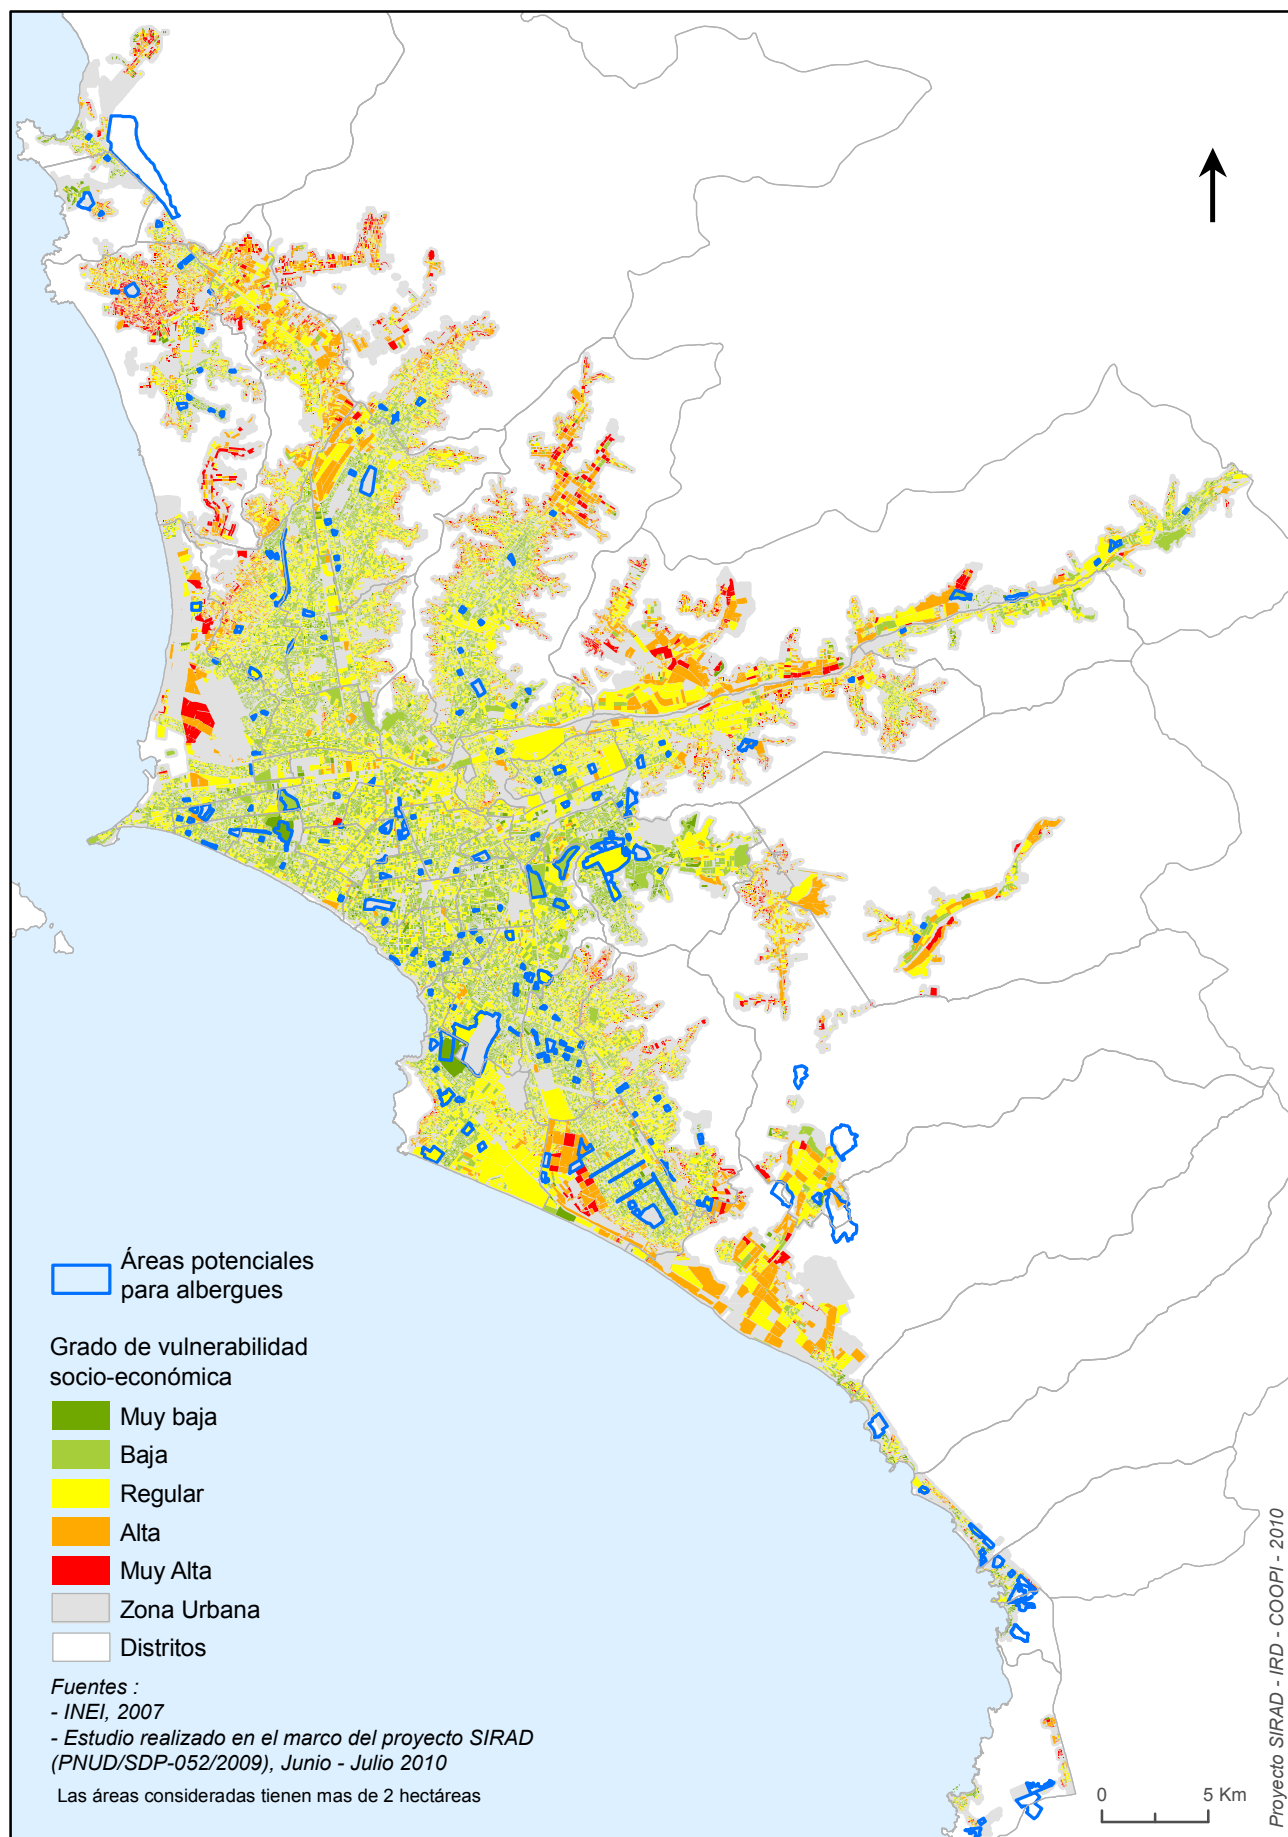 Áreas potenciales
para albergues
Grado de vulnerabilidad
socio-económica
Muy baja
Baja
Regular
Alta
Muy Alta
Zona Urbana
Distritos
Fuentes :
- INEI, 2007
- Estudio realizado en el marco del proyecto SIRAD
(PNUD/SDP-052/2009), Junio - Julio 2010
Las áreas consideradas tienen mas de 2 hectáreas
0 5 Km
Proyecto SIRAD - IRD - COOPI - 2010